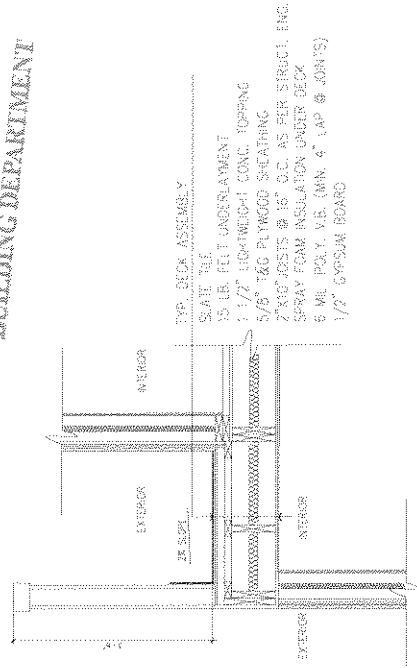 BUILDING DEPARTMENT
TYP. DECK ASSEMBLY
SLATE TILE
15 LB. FELT UNDERLAYMENT
1 1/2" LIGHTWEIGHT CONC. TOPPING
5/8" T&G PLYWOOD SHEATHING
2"X10" JOISTS @ 16" O.C. AS PER STRUCT. ENG.
SPRAY FOAM INSULATION UNDER DECK
6 MIL POLY. V.B. (MIN. 4" LAP @ JOINTS)
1/2" GYPSUM BOARD
EXTERIOR
INTERIOR
2% SLOPE
EXTERIOR
INTERIOR